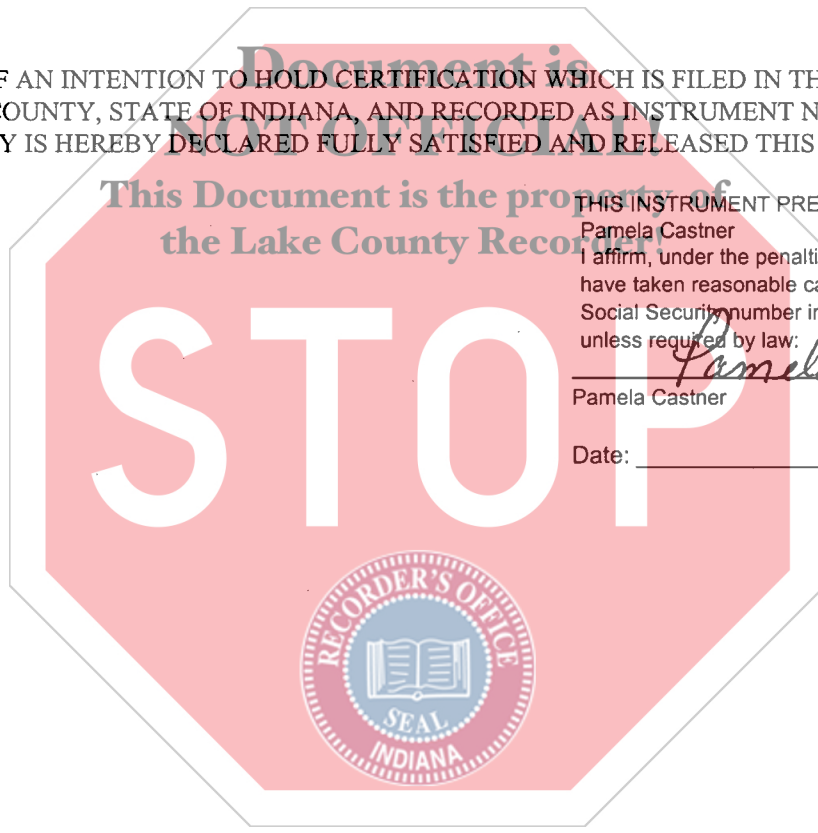 Document is
F AN INTENTION TO HOLD CERTIFICATION WHICH IS FILED IN TH
COUNTY, STATE OF INDIANA, AND RECORDED AS INSTRUMENT N
NOT OFFICIAL!
Y IS HEREBY DECLARED FULLY SATISFIED AND RELEASED THIS
This Document is the property of
the Lake County Recorder!
THIS INSTRUMENT PRE
Pamela Castner
I affirm, under the penalti
have taken reasonable ca
Social Security number in
unless required by law:
Pamel
Pamela Castner
Date:
STOP
RECORDER'S OFFICE
SEAL
INDIANA